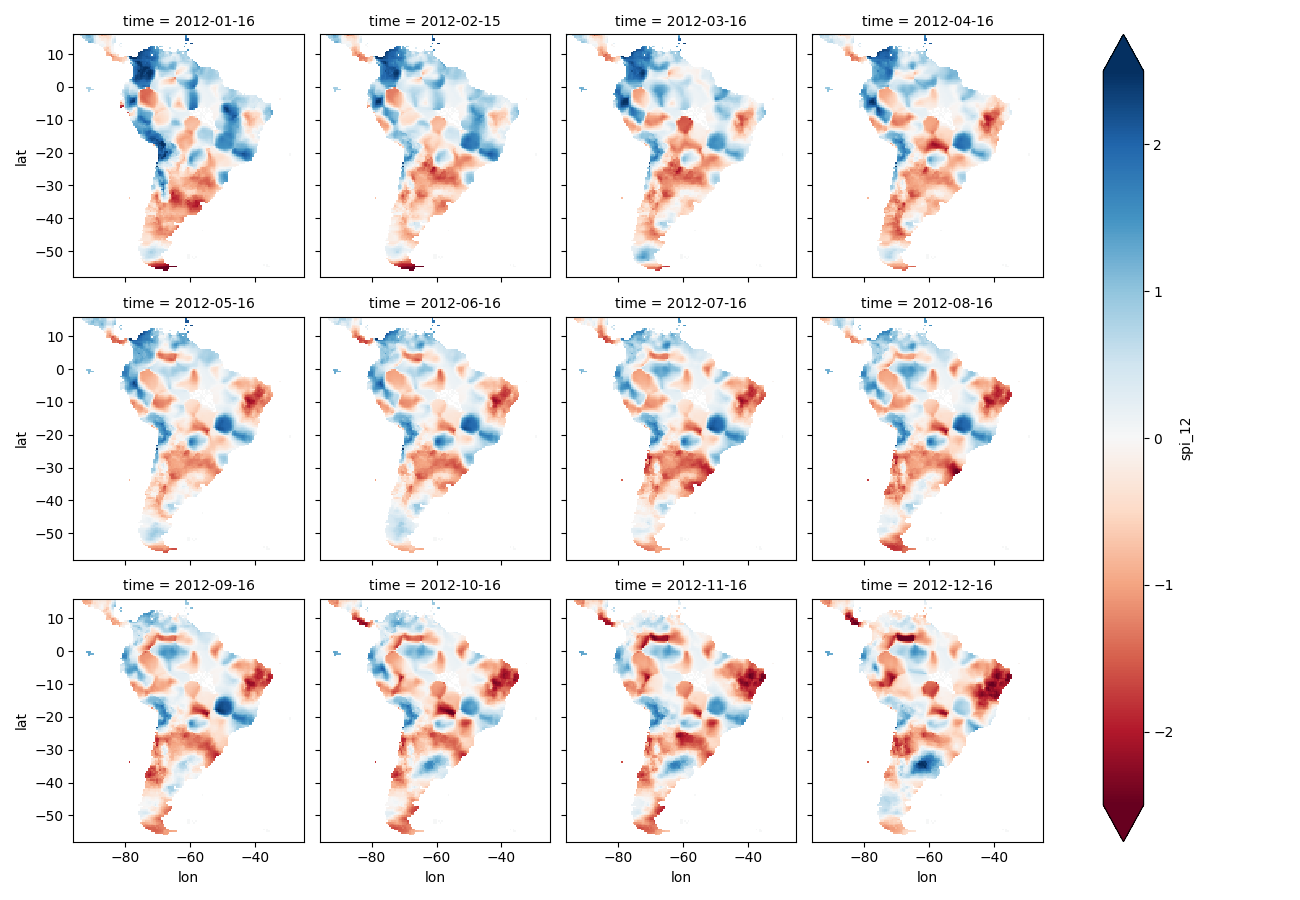 time = 2012-01-16
time = 2012-02-15
time = 2012-03-16
time = 2012-04-16
10
0
−10
−20
−30
−40
−50
lat
2
1
0
−1
−2
spi_12
time = 2012-05-16
time = 2012-06-16
time = 2012-07-16
time = 2012-08-16
10
0
−10
−20
−30
−40
−50
lat
time = 2012-09-16
time = 2012-10-16
time = 2012-11-16
time = 2012-12-16
10
0
−10
−20
−30
−40
−50
lat
−80 −60 −40
−80 −60 −40
−80 −60 −40
−80 −60 −40
lon
lon
lon
lon